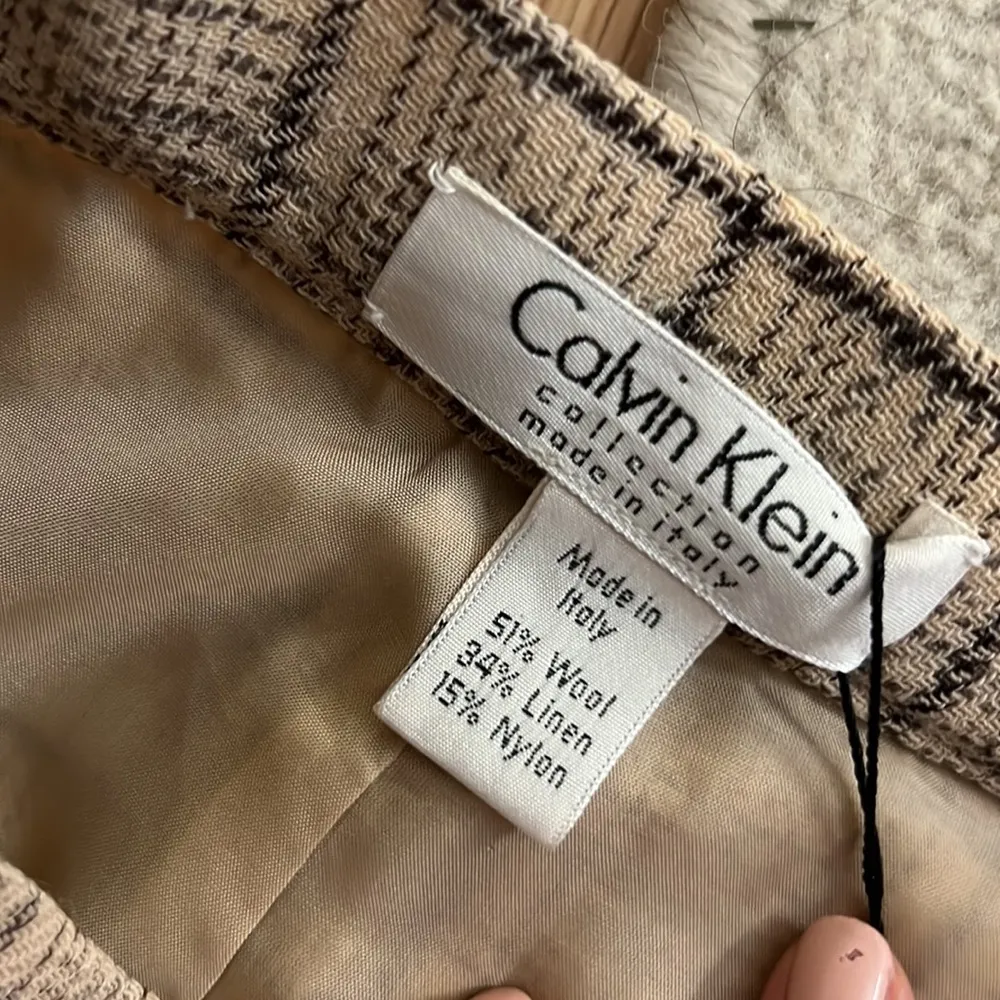 Calvin Klein
collection
made in italy
Made in
Italy
51% Wool
34% Linen
15% Nylon